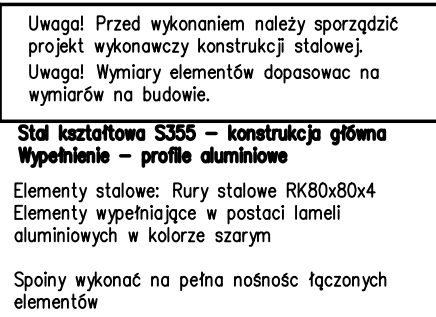 Uwaga! Przed wykonaniem należy sporządzić
projekt wykonawczy konstrukcji stalowej.
Uwaga! Wymiary elementów dopasowac na
wymiarów na budowie.
Stal kształtowa S355 – konstrukcja główna
Wypełnienie – profile aluminiowe
Elementy stalowe: Rury stalowe RK80x80x4
Elementy wypełniające w postaci lameli
aluminiowych w kolorze szarym
Spoiny wykonać na pełna nośnośc łączonych
elementów